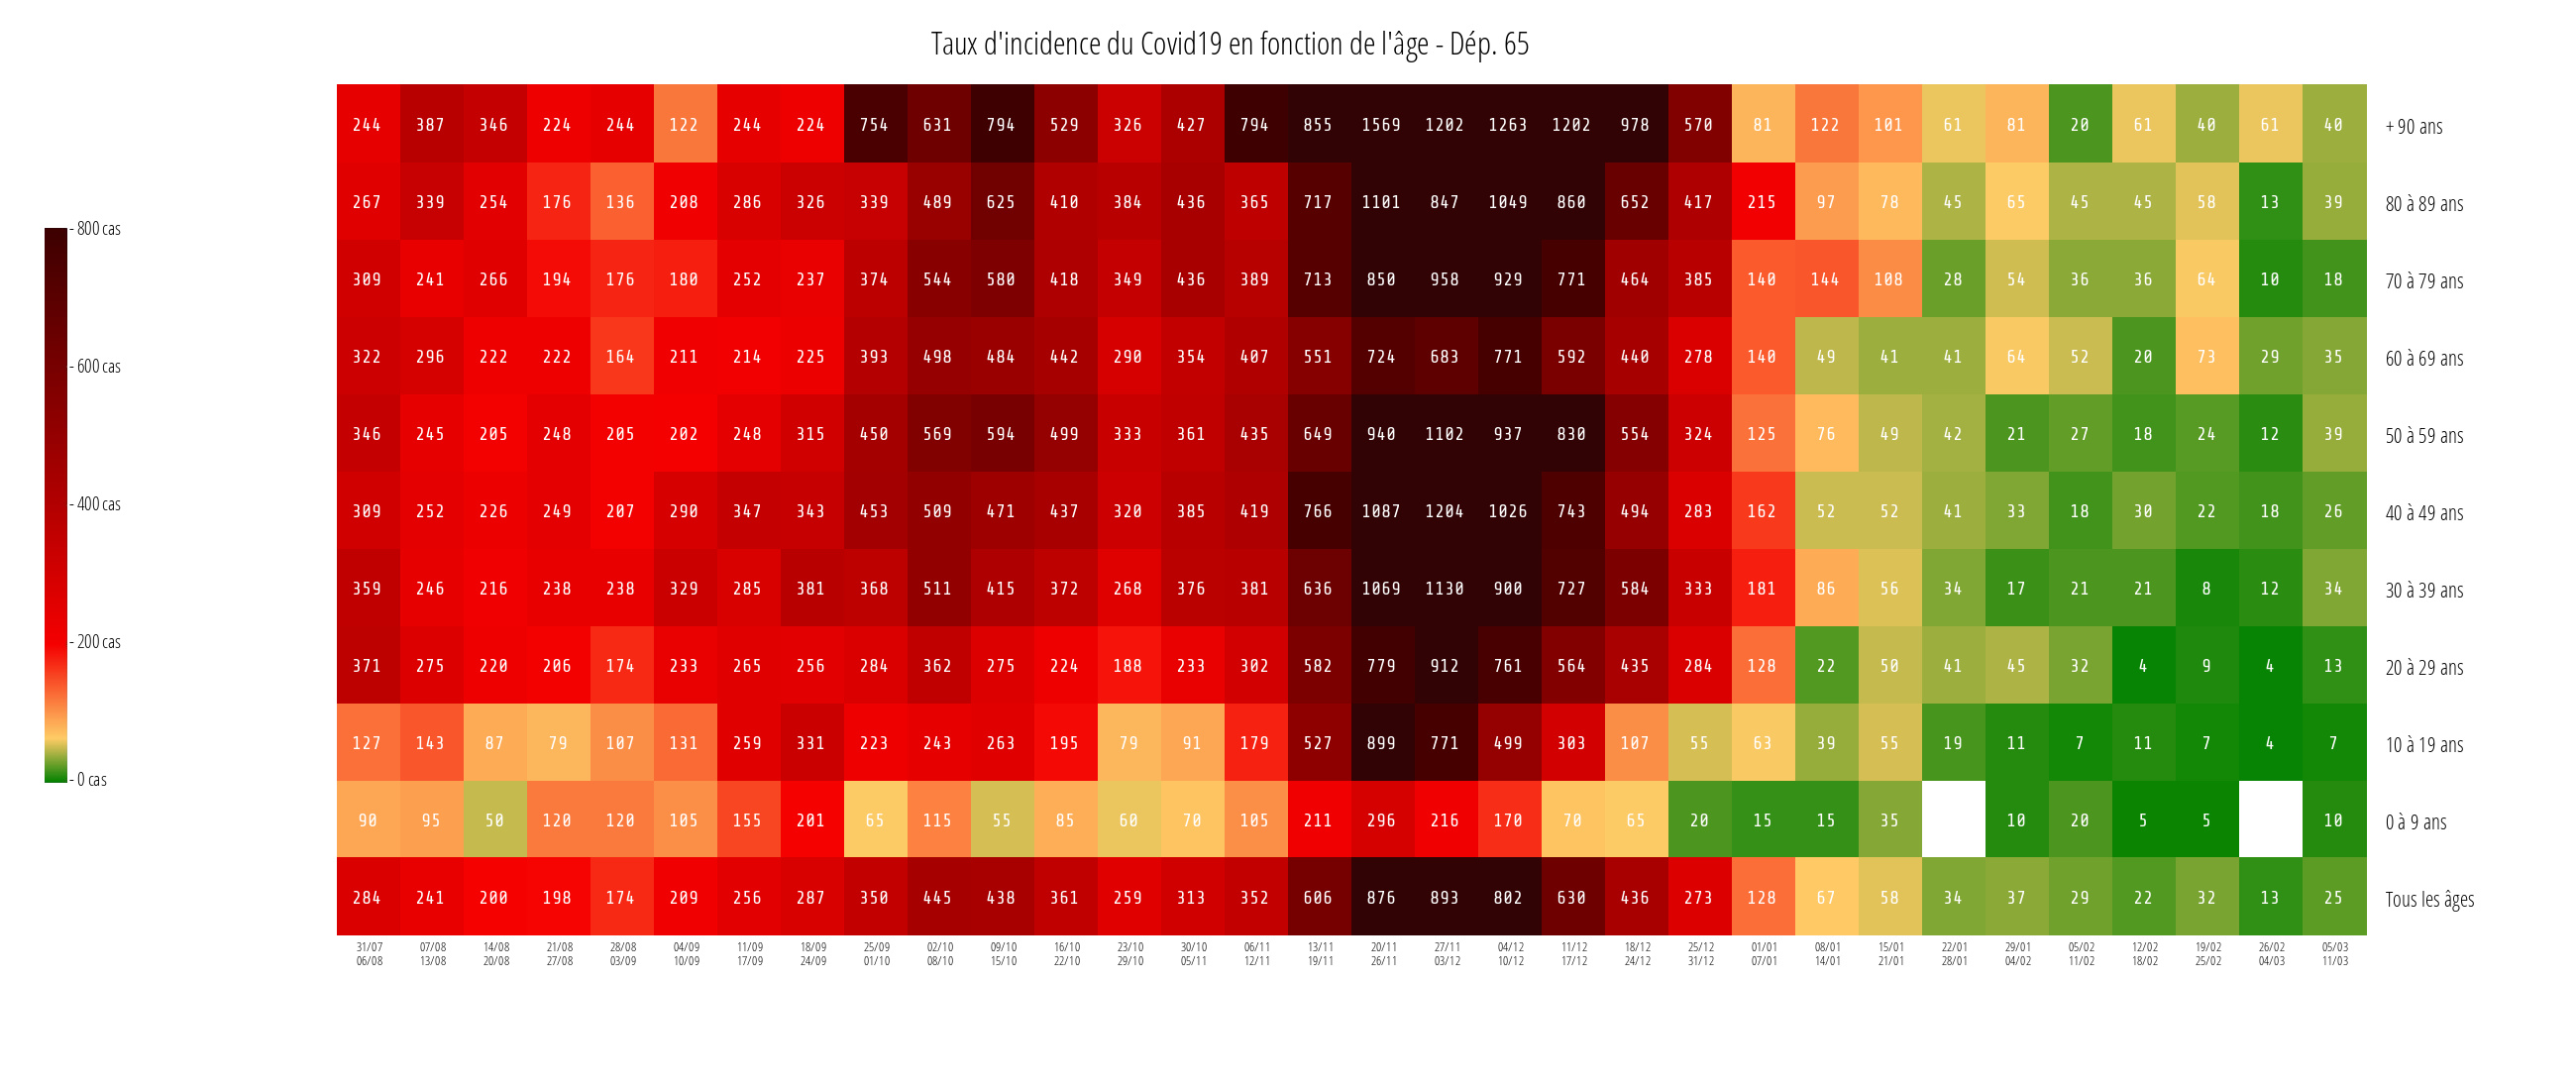 Taux d'incidence du Covid19 en fonction de l'âge - Dép. 65
244 387 346 224 244 122 244 224 754 631 794 529 326 427 794 855 1569 1202 1263 1202 978 570 81 122 101 61 81 20 61 40 61 40 + 90 ans
267 339 254 176 136 208 286 326 339 489 625 410 384 436 365 717 1101 847 1049 860 652 417 215 97 78 45 65 45 45 58 13 39 80 à 89 ans
- 800 cas
309 241 266 194 176 180 252 237 374 544 580 418 349 436 389 713 850 958 929 771 464 385 140 144 108 28 54 36 36 64 10 18 70 à 79 ans
322 296 222 222 164 211 214 225 393 498 484 442 290 354 407 551 724 683 771 592 440 278 140 49 41 41 64 52 20 73 29 35 60 à 69 ans
- 600 cas
346 245 205 248 205 202 248 315 450 569 594 499 333 361 435 649 940 1102 937 830 554 324 125 76 49 42 21 27 18 24 12 39 50 à 59 ans
- 400 cas
309 252 226 249 207 290 347 343 453 509 471 437 320 385 419 766 1087 1204 1026 743 494 283 162 52 52 41 33 18 30 22 18 26 40 à 49 ans
359 246 216 238 238 329 285 381 368 511 415 372 268 376 381 636 1069 1130 900 727 584 333 181 86 56 34 17 21 21 8 12 34 30 à 39 ans
- 200 cas
371 275 220 206 174 233 265 256 284 362 275 224 188 233 302 582 779 912 761 564 435 284 128 22 50 41 45 32 4 9 4 13 20 à 29 ans
127 143 87 79 107 131 259 331 223 243 263 195 79 91 179 527 899 771 499 303 107 55 63 39 55 19 11 7 11 7 4 7 10 à 19 ans
- 0 cas
90 95 50 120 120 105 155 201 65 115 55 85 60 70 105 211 296 216 170 70 65 20 15 15 35 10 20 5 5 10 0 à 9 ans
284 241 200 198 174 209 256 287 350 445 438 361 259 313 352 606 876 893 802 630 436 273 128 67 58 34 37 29 22 32 13 25 Tous les âges
31/07 07/08 14/08 21/08 28/08 04/09 11/09 18/09 25/09 02/10 09/10 16/10 23/10 30/10 06/11 13/11 20/11 27/11 04/12 11/12 18/12 25/12 01/01 08/01 15/01 22/01 29/01 05/02 12/02 19/02 26/02 05/03
06/08 13/08 20/08 27/08 03/09 10/09 17/09 24/09 01/10 08/10 15/10 22/10 29/10 05/11 12/11 19/11 26/11 03/12 10/12 17/12 24/12 31/12 07/01 14/01 21/01 28/01 04/02 11/02 18/02 25/02 04/03 11/03